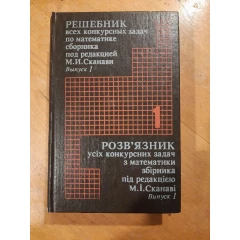 РЕШЕБНИК
всех конкурсных задач
по математике
сборника
под редакцией
М.И.Сканави
Выпуск 1
1
РОЗВ'ЯЗНИК
усіх конкурсних задач
з математики
збірника
під редакцією
М.І.Сканаві
Випуск 1